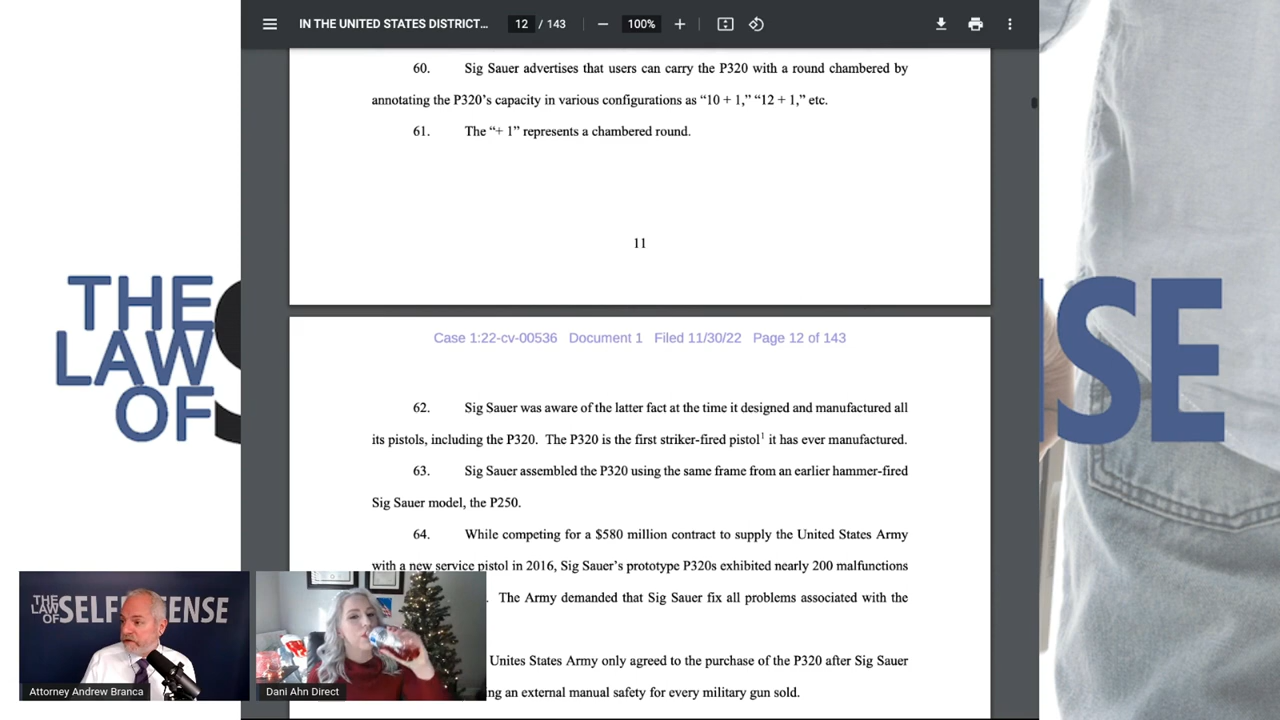 IN THE UNITED STATES DISTRICT...
12 / 143
100%
60. Sig Sauer advertises that users can carry the P320 with a round chambered by
annotating the P320’s capacity in various configurations as “10 + 1,” “12 + 1,” etc.
61. The “+ 1” represents a chambered round.
11
Case 1:22-cv-00536 Document 1 Filed 11/30/22 Page 12 of 143
62. Sig Sauer was aware of the latter fact at the time it designed and manufactured all
its pistols, including the P320. The P320 is the first striker-fired pistol¹ it has ever manufactured.
63. Sig Sauer assembled the P320 using the same frame from an earlier hammer-fired
Sig Sauer model, the P250.
64. While competing for a $580 million contract to supply the United States Army
with a new service pistol in 2016, Sig Sauer’s prototype P320s exhibited nearly 200 malfunctions
. The Army demanded that Sig Sauer fix all problems associated with the
Unites States Army only agreed to the purchase of the P320 after Sig Sauer
ng an external manual safety for every military gun sold.
THE
LAW
OF
S
NSE
THE
LAW
OF
SELF
ENSE
Attorney Andrew Branca
Dani Ahn Direct